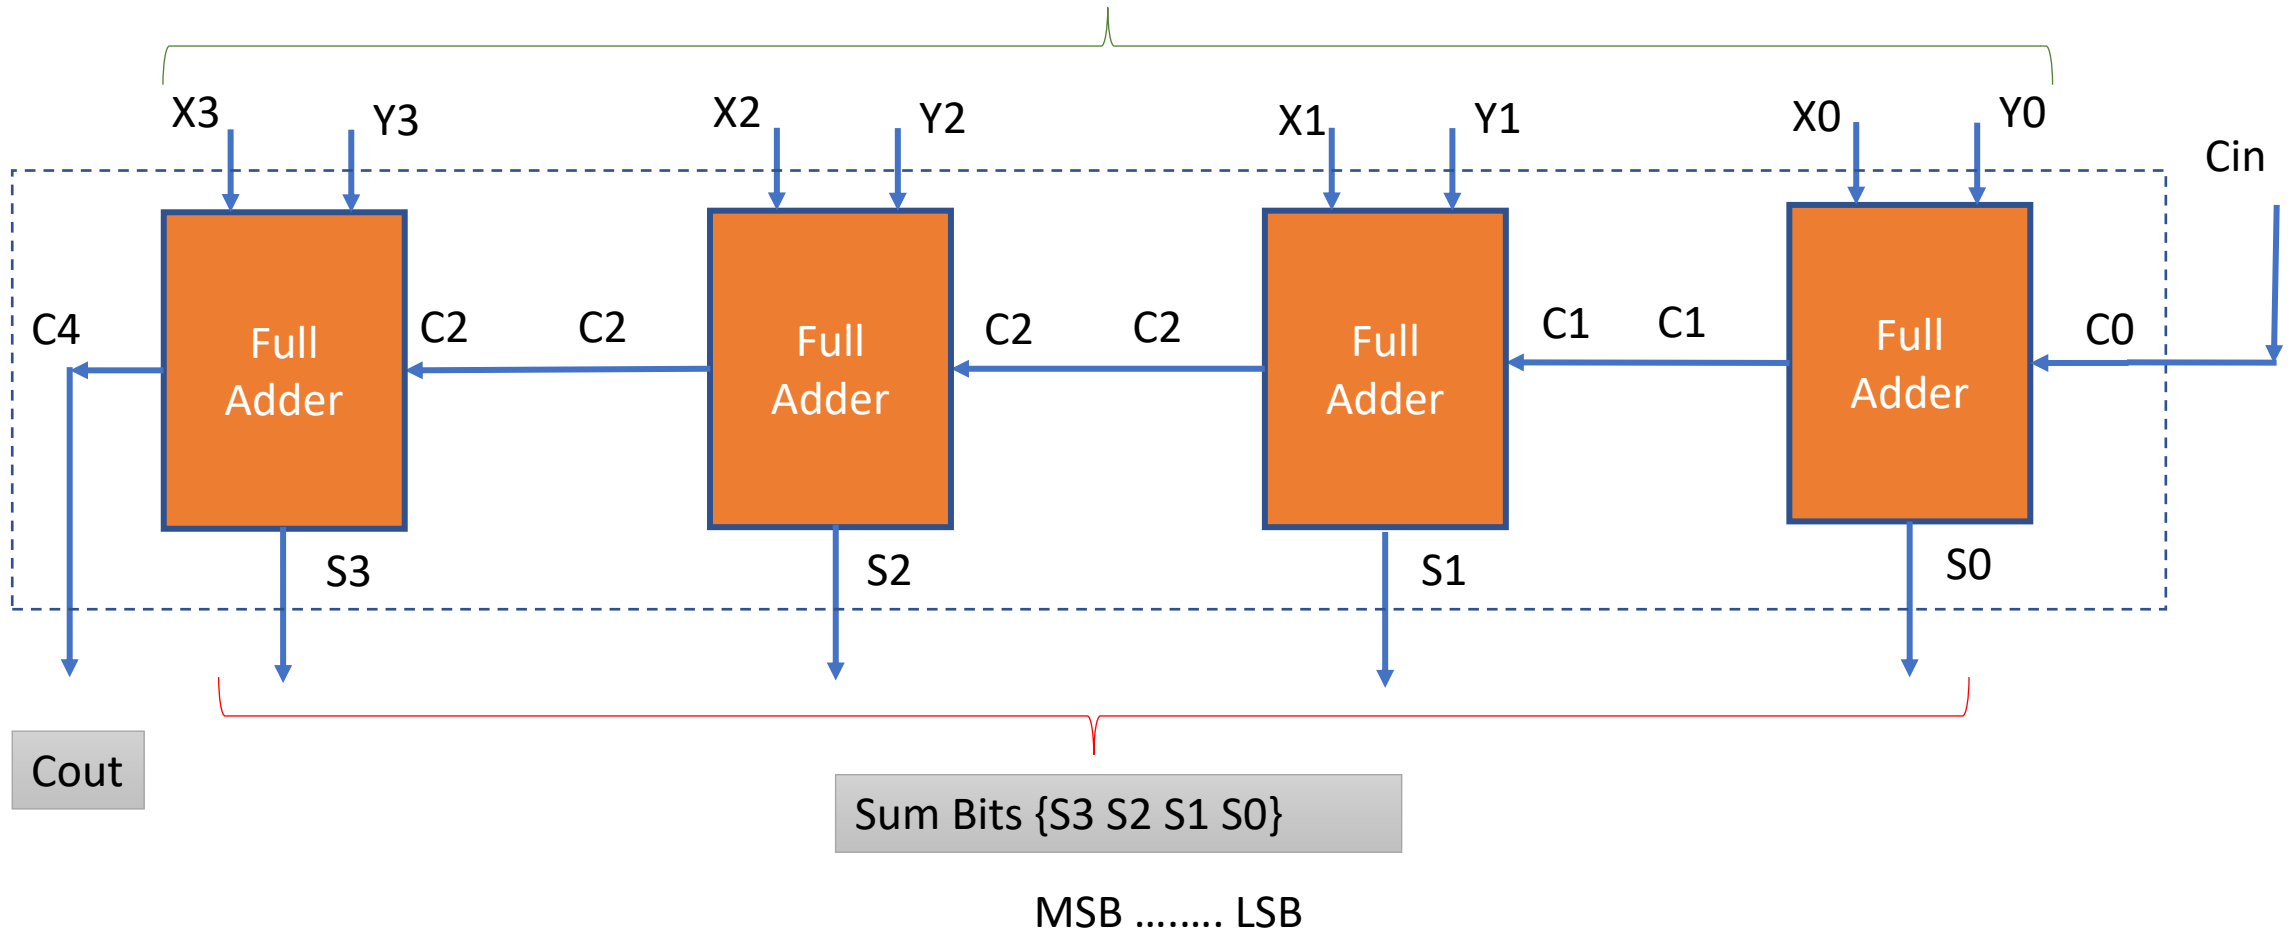 X3 Y3 X2 Y2 X1 Y1 X0 Y0
Cin
C4 C2 C2 C2 C2 C1 C1 C0
Full
Adder
Full
Adder
Full
Adder
Full
Adder
S3 S2 S1 S0
Cout
Sum Bits {S3 S2 S1 S0}
MSB ........ LSB